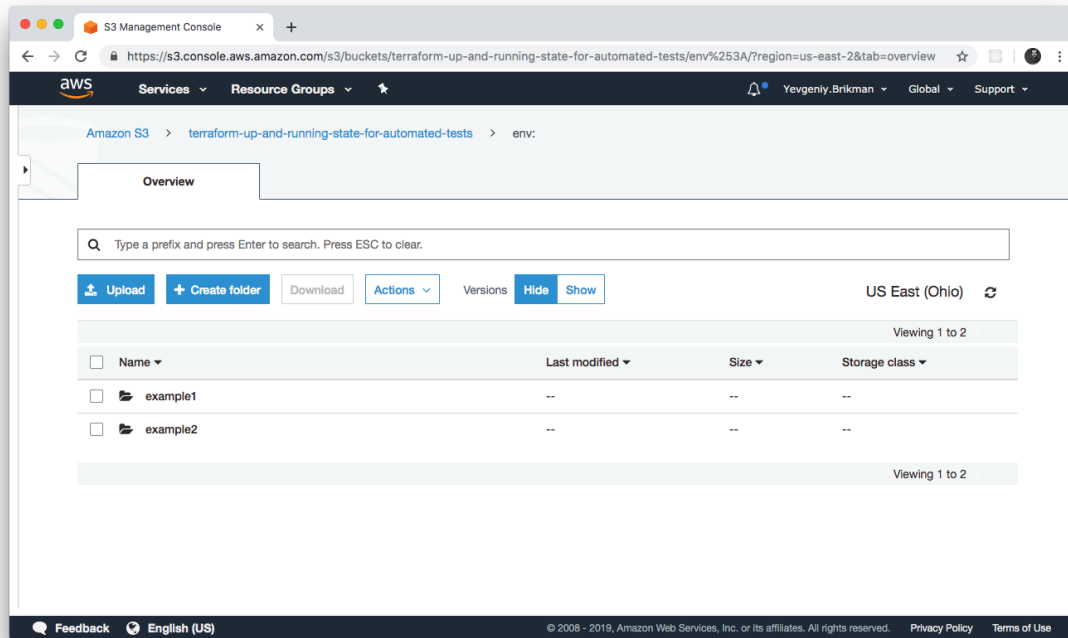 S3 Management Console
https://s3.console.aws.amazon.com/s3/buckets/terraform-up-and-running-state-for-automated-tests/env%253A/?region=us-east-2&tab=overview
aws Services Resource Groups Yevgeniy.Brikman Global Support
Amazon S3 > terraform-up-and-running-state-for-automated-tests > env:
Overview
Type a prefix and press Enter to search. Press ESC to clear.
Upload + Create folder Download Actions Versions Hide Show US East (Ohio)
Viewing 1 to 2
Name Last modified Size Storage class
example1 -- -- --
example2 -- -- --
Viewing 1 to 2
Feedback English (US) © 2008 - 2019, Amazon Web Services, Inc. or its affiliates. All rights reserved. Privacy Policy Terms of Use